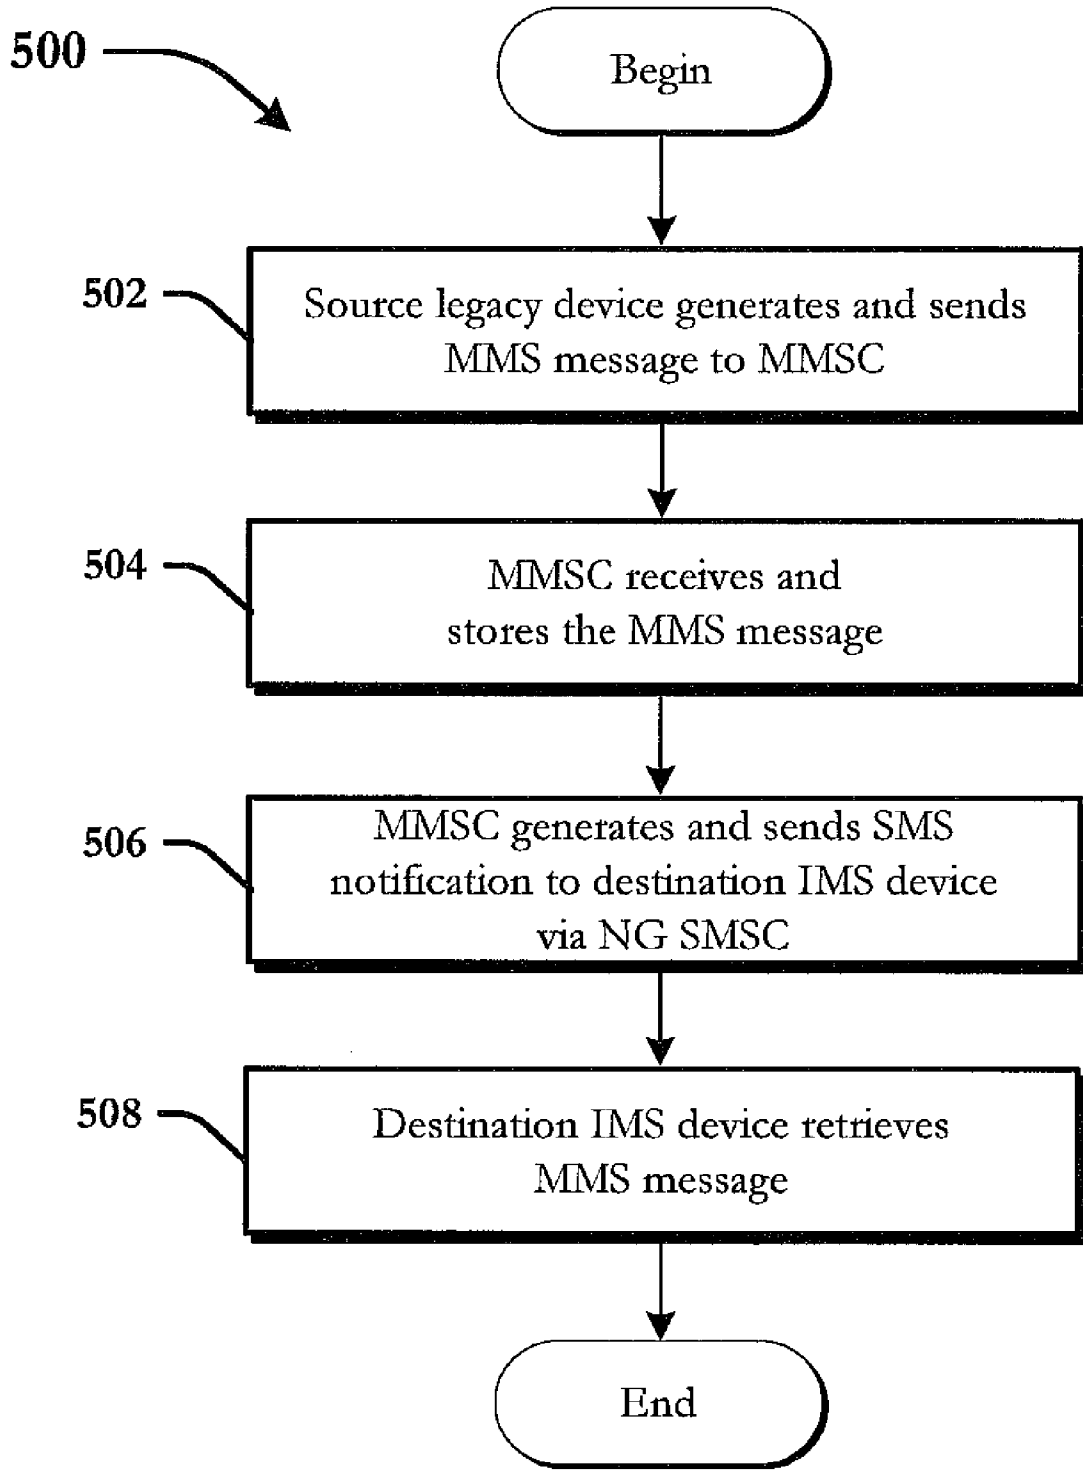 500
Begin
502
Source legacy device generates and sends
MMS message to MMSC
504
MMSC receives and
stores the MMS message
506
MMSC generates and sends SMS
notification to destination IMS device
via NG SMSC
508
Destination IMS device retrieves
MMS message
End